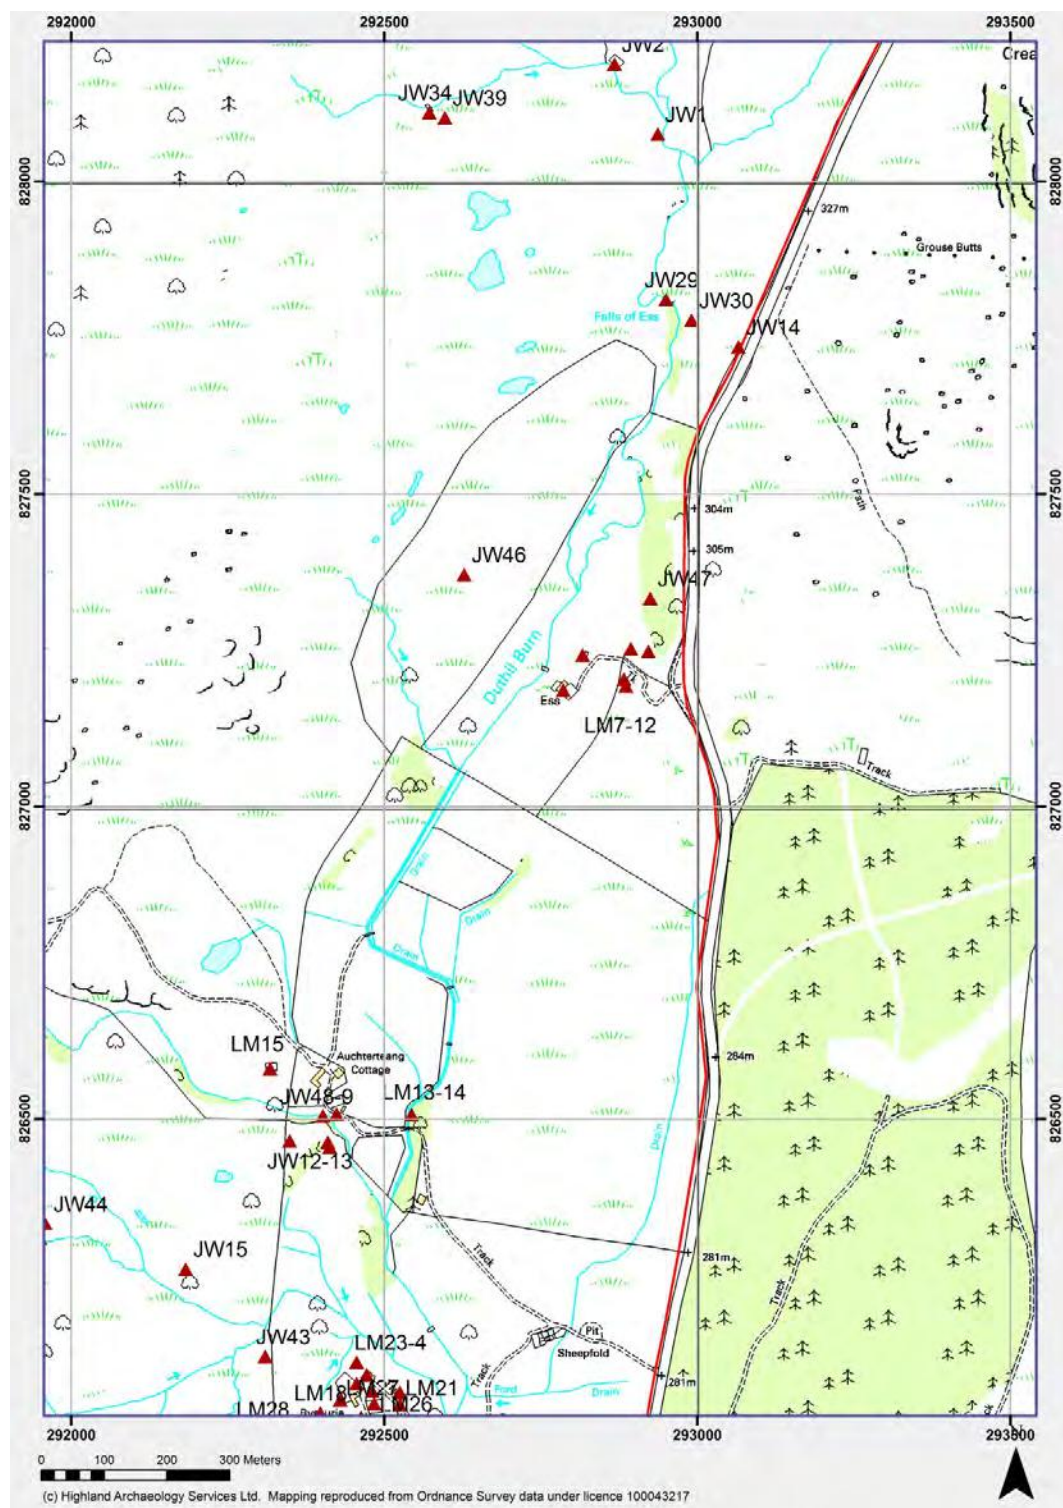 292000 292500 293000 293500
JW2
Crea
JW34 JW39
JW1
828000 828000
327m
Grouse Butts
JW29
JW30
Falls of Ess
JW14
827500 827500
304m
Path
305m
JW46
JW47
Duthil Burn
Ess
LM7-12
Track
827000 827000
Drain
Drain
Drain
LM15
Auchterteang
Cottage
284m
JW48-9 LM13-14
826500 826500
Drain
JW12-13
JW44
JW15
Track
281m
Track
JW43
LM23-4
Pit
Sheepfold
Track
281m
LM18 LM27 LM21
Ford
Drain
LM28
LM26
292000 292500 293000 293500
0 100 200 300 Meters
(c) Highland Archaeology Services Ltd. Mapping reproduced from Ordnance Survey data under licence 100043217